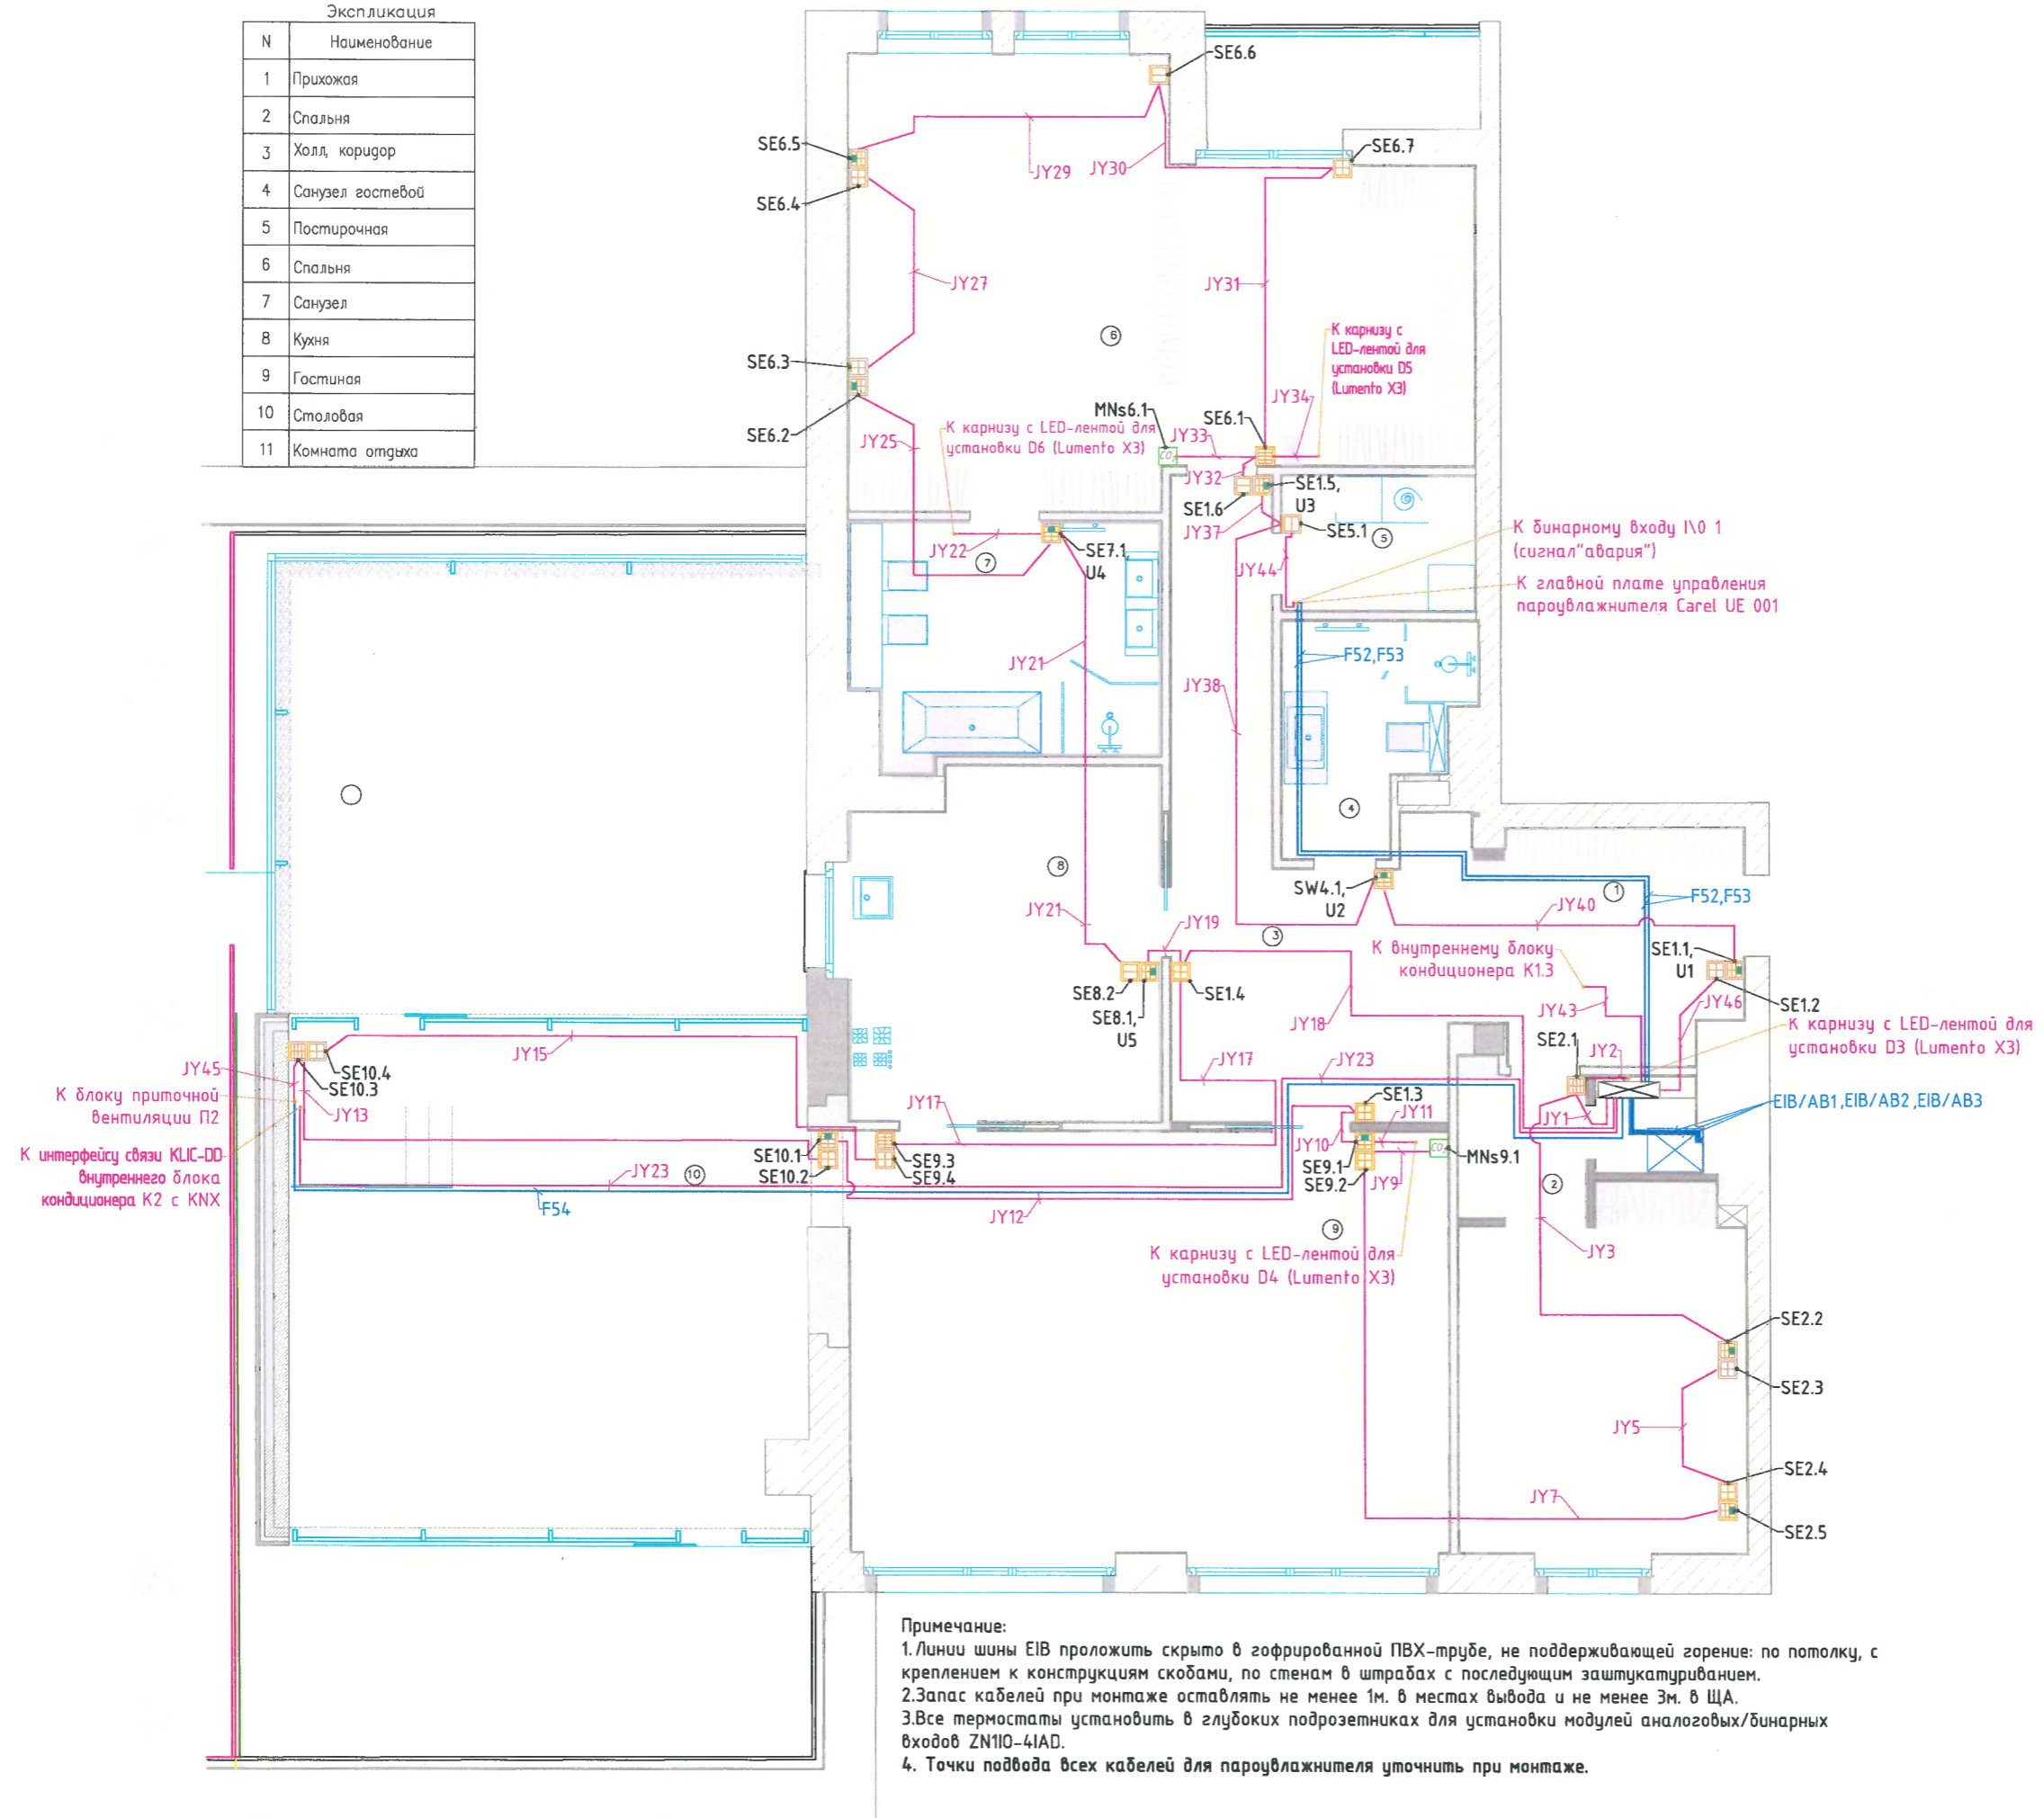 Экспликация
N Наименование
1 Прихожая
2 Спальня
3 Холл, коридор
4 Санузел гостевой
5 Постирочная
6 Спальня
7 Санузел
8 Кухня
9 Гостиная
10 Столовая
11 Комната отдыха
SE6.6
SE6.5
SE6.7
JY29
JY30
SE6.4
JY27
JY31
6
К карнизу с
LED-лентой для
установки D5
(Lumento X3)
SE6.3
JY34
MNs6.1
SE6.1
SE6.2
JY25
К карнизу с LED-лентой для
установки D6 (Lumento X3)
JY33
CO2
JY32
SE1.5,
U3
SE1.6
JY37
SE5.1
5
К бинарному входу I\0 1
(сигнал"авария")
JY22
7
SE7.1,
U4
JY44
К главной плате управления
пароувлажнителя Carel UE 001
JY21
F52,F53
JY38
4
8
SW4.1,
U2
1
F52,F53
JY21
JY19
JY40
3
К внутреннему блоку
кондиционера К1.3
SE1.1,
U1
SE8.2
SE1.4
SE8.1,
U5
JY43
JY46
SE1.2
JY18
К карнизу с LED-лентой для
установки D3 (Lumento X3)
JY15
SE2.1
JY2
JY45
SE10.4
SE10.3
JY17
JY23
К блоку приточной
вентиляции П2
JY13
JY17
SE1.3
JY11
JY1
EIB/AB1,EIB/AB2,EIB/AB3
JY10
CO2
К интерфейсу связи KLIC-DD
внутреннего блока
кондиционера К2 с KNX
SE10.1
SE10.2
SE9.3
SE9.4
SE9.1
SE9.2
MNs9.1
JY9
JY23
10
2
F54
JY12
9
JY3
К карнизу с LED-лентой для
установки D4 (Lumento X3)
SE2.2
SE2.3
JY5
SE2.4
JY7
SE2.5
Примечание:
1.Линии шины EIB проложить скрыто в гофрированной ПВХ-трубе, не поддерживающей горение: по потолку, с
креплением к конструкциям скобами, по стенам в штрабах с последующим заштукатуриванием.
2.Запас кабелей при монтаже оставлять не менее 1м. в местах вывода и не менее 3м. в ЩА.
3.Все термостаты установить в глубоких подрозетниках для установки модулей аналоговых/бинарных
входов ZN1IO-4IAD.
4. Точки подвода всех кабелей для пароувлажнителя уточнить при монтаже.